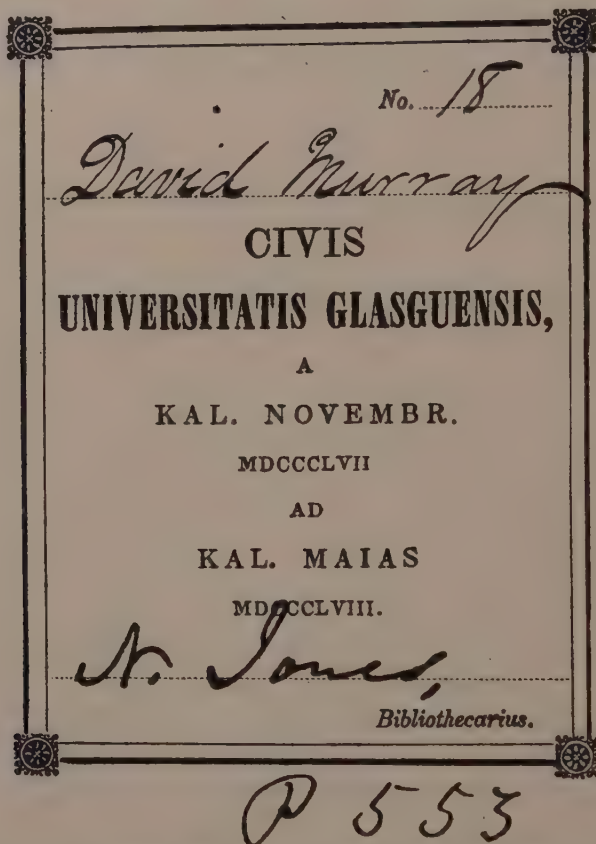 No. 18
David Murray
CIVIS
UNIVERSITATIS GLASGUENSIS,
A
KAL. NOVEMBR.
MDCCCLVII
AD
KAL. MAIAS
MDCCCLVIII.
N. Jones,
Bibliothecarius.
P 553